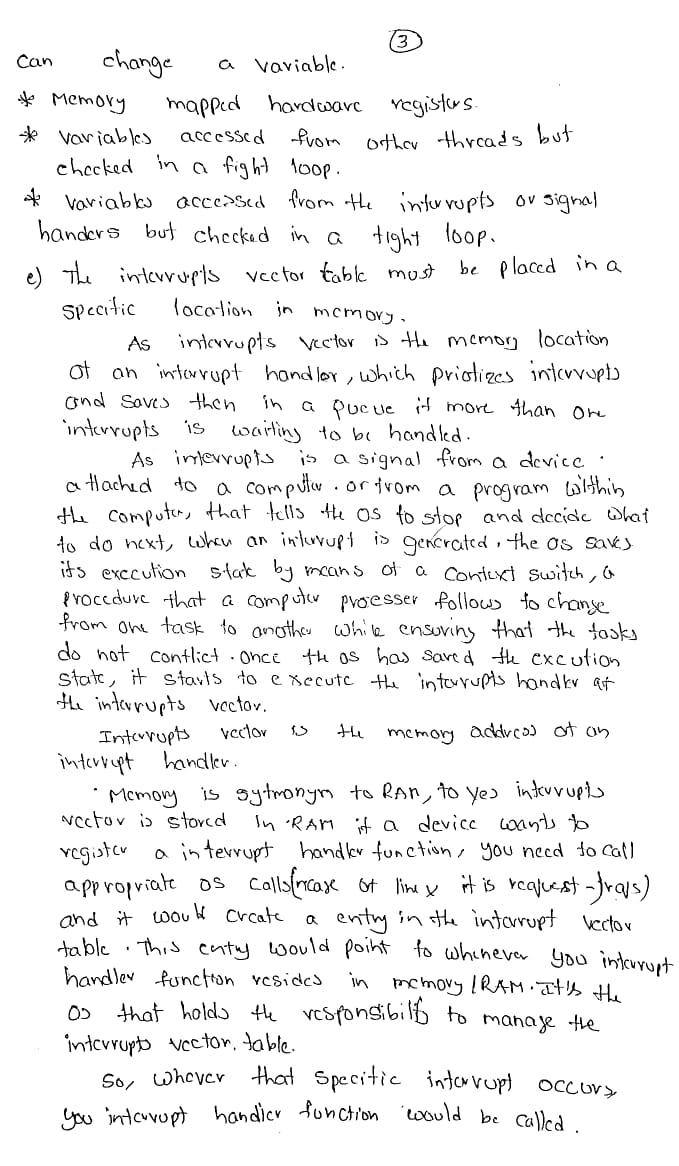 3
can change a variable.
* Memory mapped hardware registers.
* variables accessed from other threads but
checked in a fight loop.
* Variables accessed from the interrupts or signal
handers but checked in a tight loop.
e) The interrupts vector table must be placed in a
specific location in memory.
As interrupts vector is the memory location
of an interrupt handler, which priotizes interrupts
and saves then in a queue if more than one
interrupts is waiting to be handled.
As interrupts is a signal from a device.
attached to a computer. or from a program within
the computer, that tells the OS to stop and decide what
to do next, when an interrupt is generated, the OS saves
its execution state by means of a context switch, a
procedure that a computer processer follows to change
from one task to another while ensuring that the tasks
do not conflict. once the os has saved the excution
state, it starts to execute the interrupts handler at
the interrupts vector.
Interrupts vector is the memory address of an
interrupt handler.
Memory is sytmonym to RAM, to yes interrupts
vector is stored In RAM if a device wants to
register a interrupt handler function, you need to call
appropriate os calls(incase of linex it is request-)
and it would create a entry in the interrupt vector
table. This entry would point to whenever you interrupt
handler function resides in memory/RAM. It is the
OS that holds the responsibility to manage the
interrupts vector. table.
So, whever that specific interrupt occurs,
you interrupt handler function would be called.